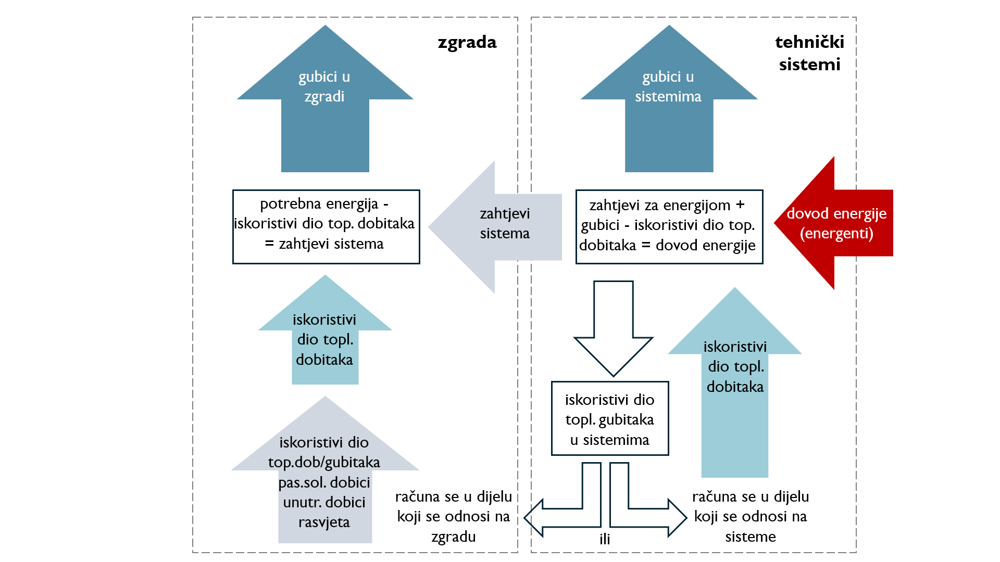 zgrada
gubici u
zgradi
potrebna energija -
iskoristivi dio top. dobitaka
= zahtjevi sistema
iskoristivi
dio topl.
dobitaka
iskoristivi dio
top.dob/gubitaka
pas.sol. dobici
unutr. dobici
rasvjeta
računa se u dijelu
koji se odnosi na
zgradu
zahtjevi
sistema
tehnički
sistemi
gubici u
sistemima
zahtjevi za energijom +
gubici - iskoristivi dio top.
dobitaka = dovod energije
dovod energije
(energenti)
iskoristivi dio
topl. gubitaka
u sistemima
iskoristivi
dio topl.
dobitaka
ili
računa se u dijelu
koji se odnosi na
sisteme